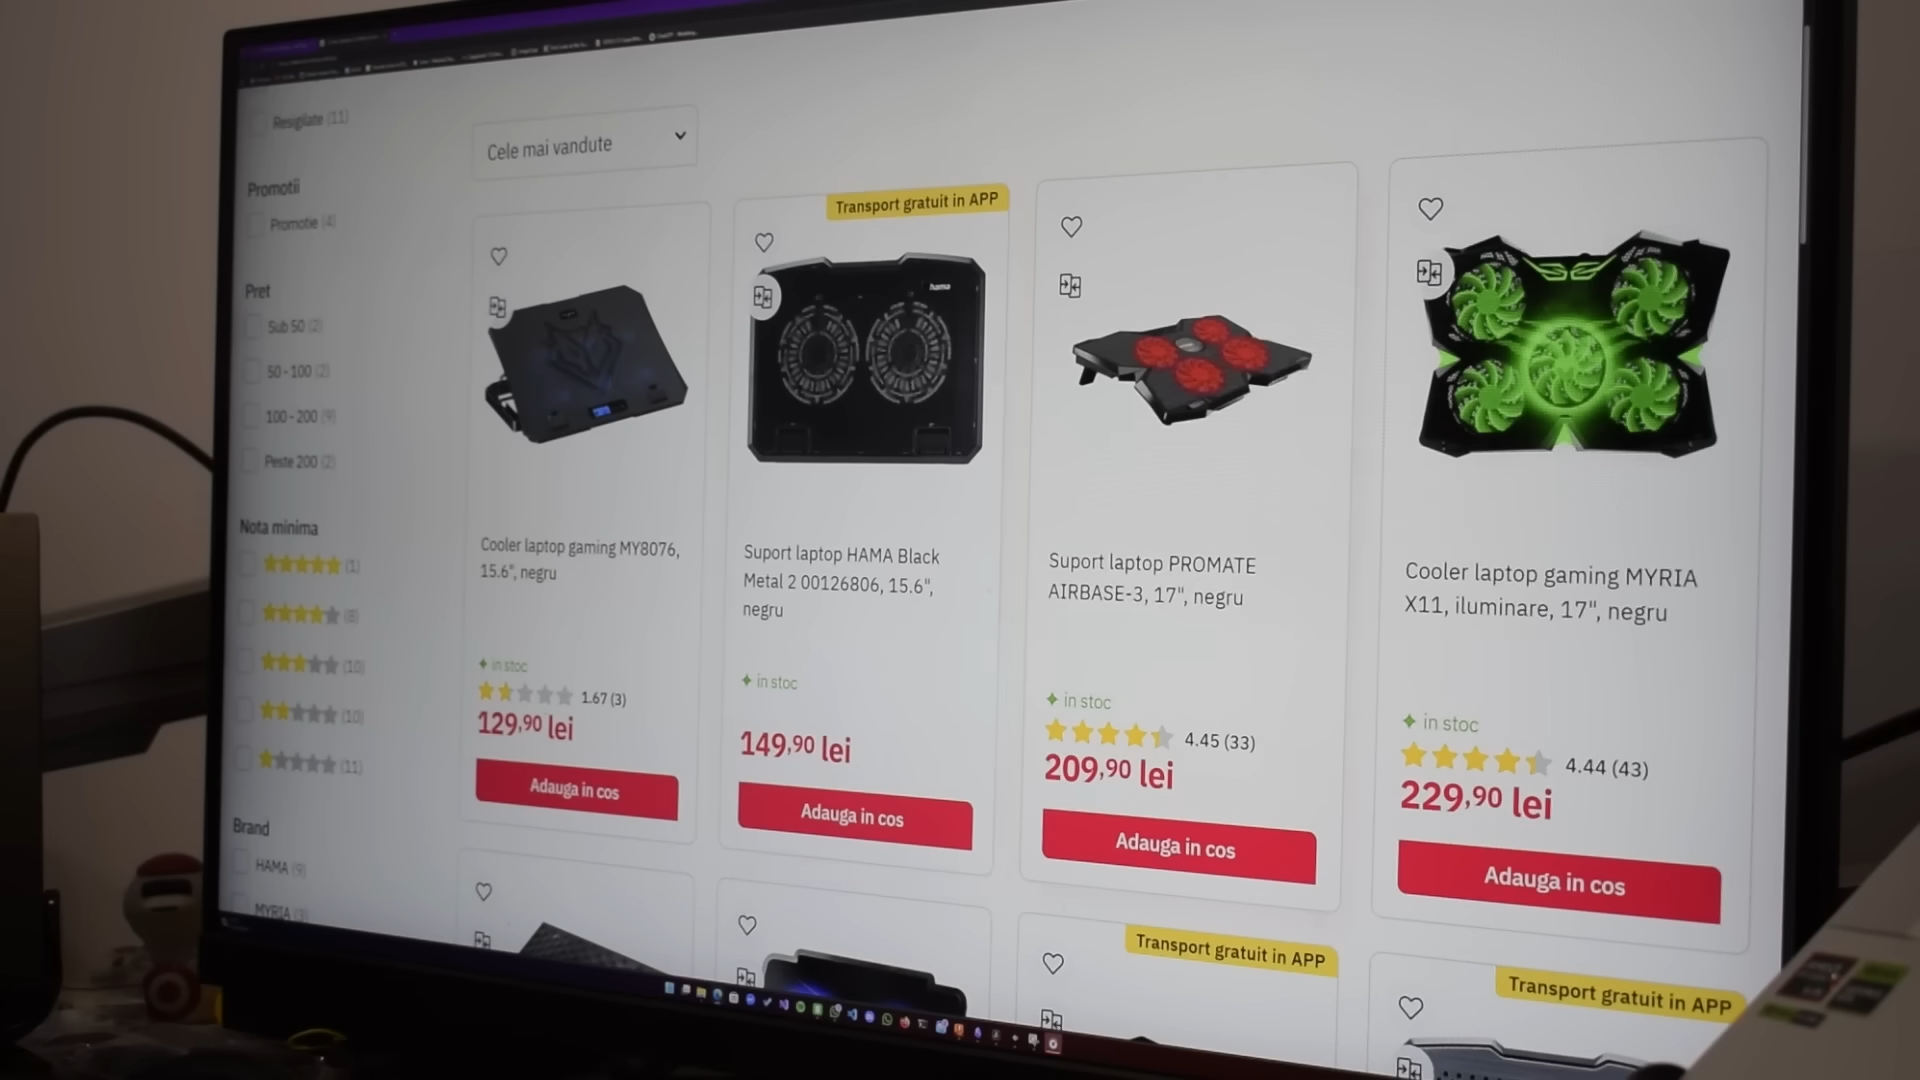 Resigilate (11)
Promotii
Promotie (4)
Pret
Sub 50 (2)
50 - 100 (2)
100 - 200 (9)
Peste 200 (2)
Nota minima
(1)
(8)
(10)
(10)
(11)
Brand
HAMA (9)
MYRIA
Cele mai vandute
Cooler laptop gaming MY8076,
15.6", negru
in stoc
1.67 (3)
129,90 lei
Adauga in cos
Transport gratuit in APP
hama
Suport laptop HAMA Black
Metal 2 00126806, 15.6",
negru
in stoc
149,90 lei
Adauga in cos
Suport laptop PROMATE
AIRBASE-3, 17", negru
in stoc
4.45 (33)
209,90 lei
Adauga in cos
Cooler laptop gaming MYRIA
X11, iluminare, 17", negru
in stoc
4.44 (43)
229,90 lei
Adauga in cos
Transport gratuit in APP
Transport gratuit in APP